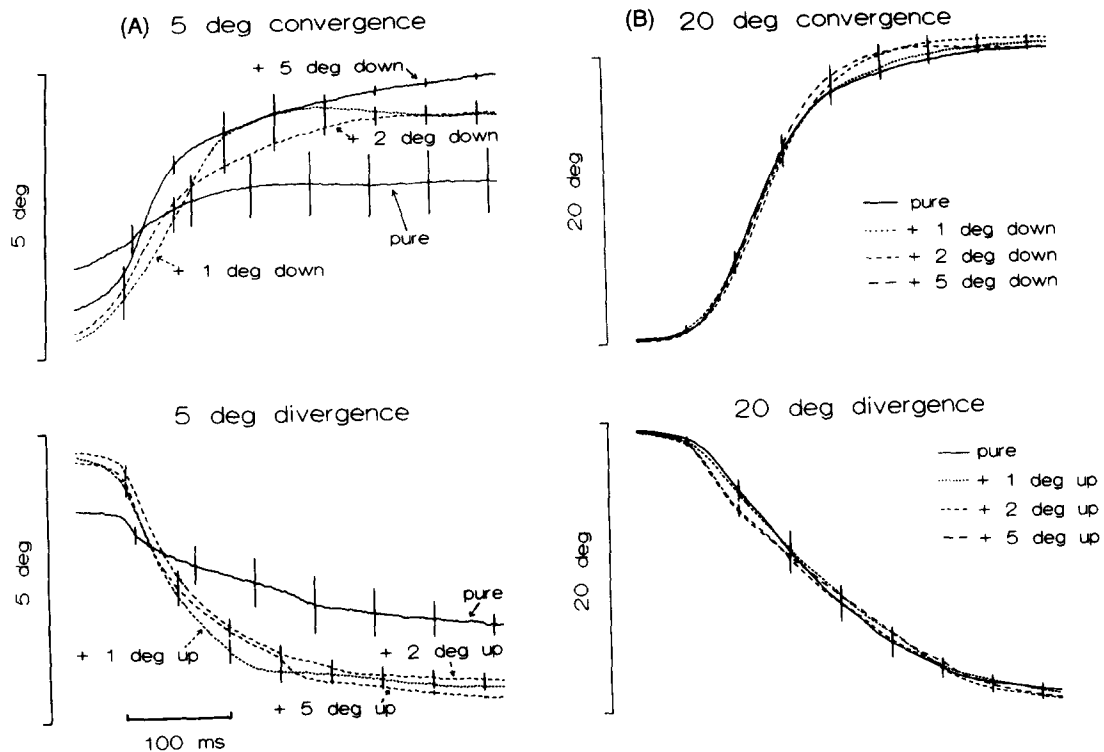 (A) 5 deg convergence
+ 5 deg down
+ 2 deg down
pure
+ 1 deg down
5 deg
(B) 20 deg convergence
pure
+ 1 deg down
+ 2 deg down
+ 5 deg down
20 deg
5 deg divergence
pure
+ 1 deg up
+ 2 deg up
+ 5 deg up
5 deg
100 ms
20 deg divergence
pure
+ 1 deg up
+ 2 deg up
+ 5 deg up
20 deg